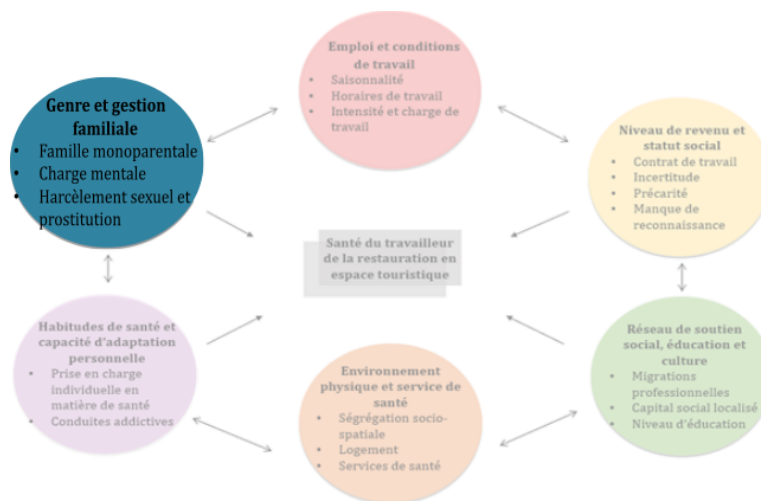 Emploi et conditions
de travail
• Saisonnalité
• Horaires de travail
• Intensité et charge de
travail
Genre et gestion
familiale
• Famille monoparentale
• Charge mentale
• Harcèlement sexuel et
prostitution
Niveau de revenu et
statut social
• Contrat de travail
• Incertitude
• Précarité
• Manque de
reconnaissance
Santé du travailleur
de la restauration en
espace touristique
Habitudes de santé et
capacité d'adaptation
personnelle
• Prise en charge
individuelle en
matière de santé
• Conduites addictives
Environnement
physique et service de
santé
• Ségrégation socio-
spatiale
• Logement
• Services de santé
Réseau de soutien
social, éducation et
culture
• Migrations
professionnelles
• Capital social localisé
• Niveau d'éducation